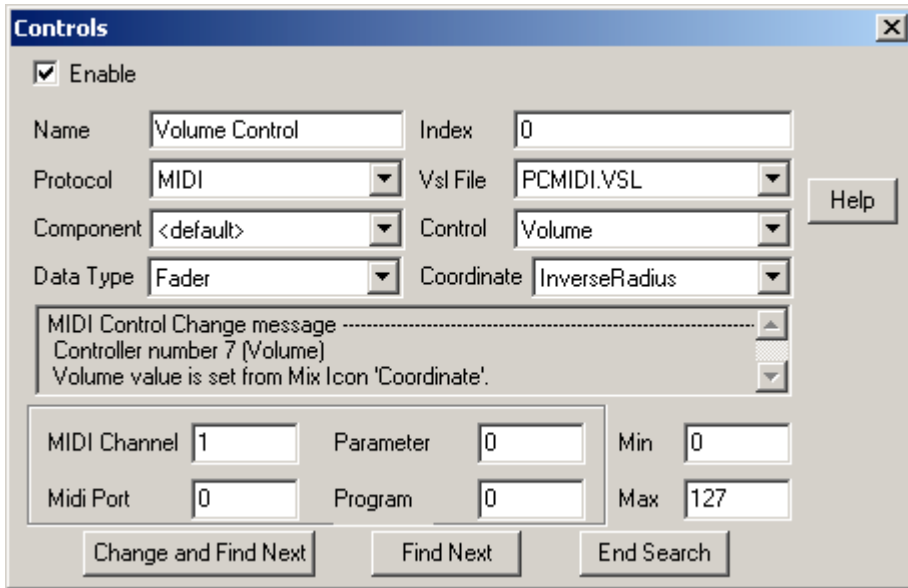 Controls
Enable
Name Volume Control Index 0
Protocol MIDI Vsl File PCMIDI.VSL
Help
Component <default> Control Volume
Data Type Fader Coordinate InverseRadius
MIDI Control Change message -----------------------------------------------------------
Controller number 7 (Volume)
Volume value is set from Mix Icon 'Coordinate'.
MIDI Channel 1 Parameter 0 Min 0
Midi Port 0 Program 0 Max 127
Change and Find Next Find Next End Search